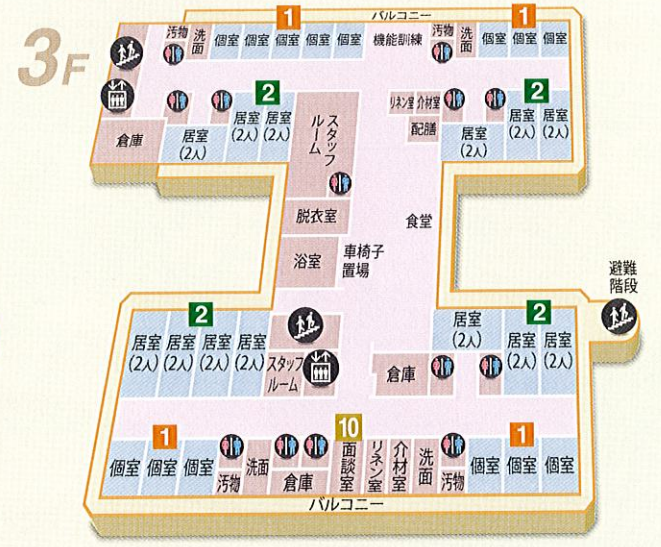 3F
バルコニー
1
1
汚物
洗面
個室
個室
個室
個室
個室
機能訓練
汚物
洗面
個室
個室
個室
2
2
倉庫
居室
(2人)
居室
(2人)
居室
(2人)
スタッフ
ルーム
リネン室
介材室
配膳
居室
(2人)
居室
(2人)
居室
(2人)
脱衣室
食堂
浴室
車椅子
置場
避難
階段
2
2
居室
(2人)
居室
(2人)
居室
(2人)
居室
(2人)
スタッフ
ルーム
倉庫
居室
(2人)
居室
(2人)
居室
(2人)
1
10
1
個室
個室
個室
汚物
洗面
倉庫
面談室
リネン室
介材室
洗面
汚物
個室
個室
個室
バルコニー